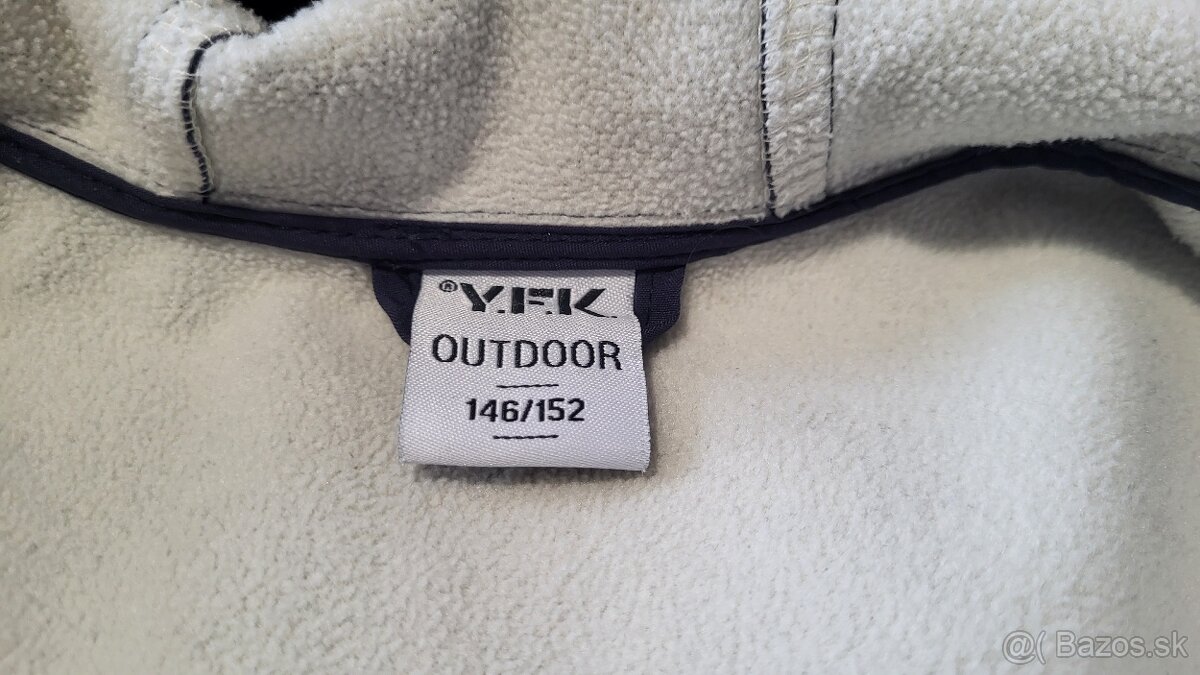 ®Y.F.K.
OUTDOOR
146/152
@( Bazos.sk